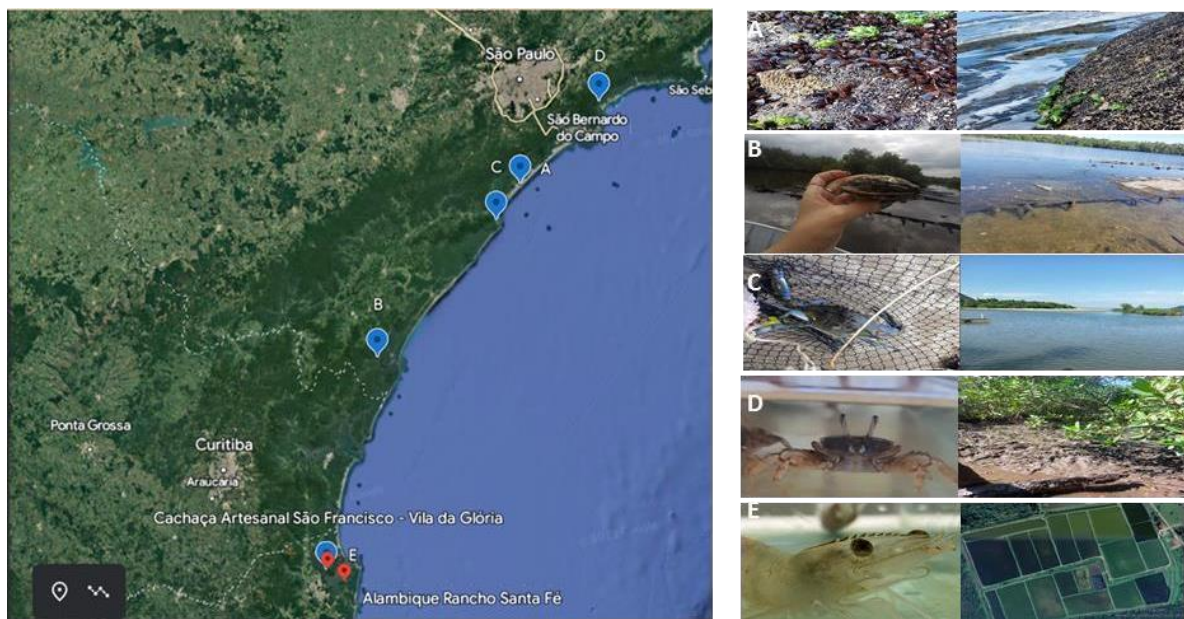 São Paulo
D
São Seb
São Bernardo
do Campo
C
A
B
Ponta Grossa
Curitiba
Araucária
Cachaça Artesanal São Francisco - Vila da Glória
E
Alambique Rancho Santa Fé
A
B
C
D
E